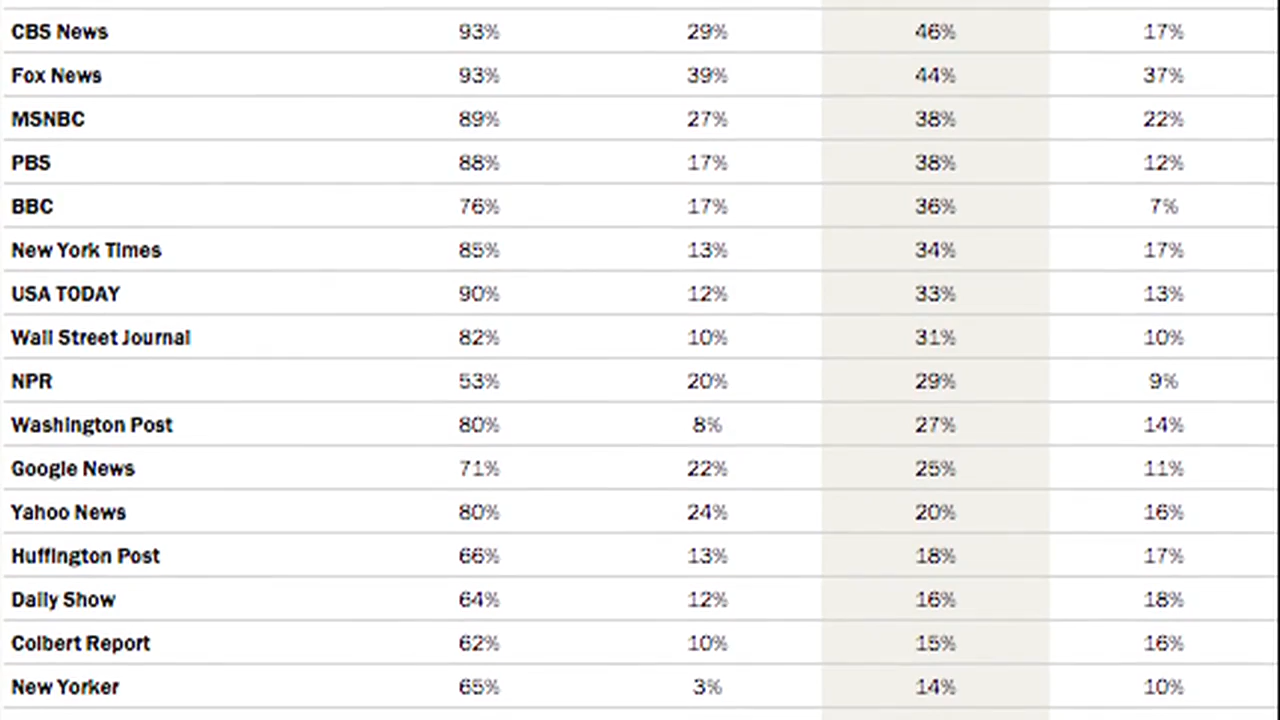 CBS News 93% 29% 46% 17%
Fox News 93% 39% 44% 37%
MSNBC 89% 27% 38% 22%
PBS 88% 17% 38% 12%
BBC 76% 17% 36% 7%
New York Times 85% 13% 34% 17%
USA TODAY 90% 12% 33% 13%
Wall Street Journal 82% 10% 31% 10%
NPR 53% 20% 29% 9%
Washington Post 80% 8% 27% 14%
Google News 71% 22% 25% 11%
Yahoo News 80% 24% 20% 16%
Huffington Post 66% 13% 18% 17%
Daily Show 64% 12% 16% 18%
Colbert Report 62% 10% 15% 16%
New Yorker 65% 3% 14% 10%